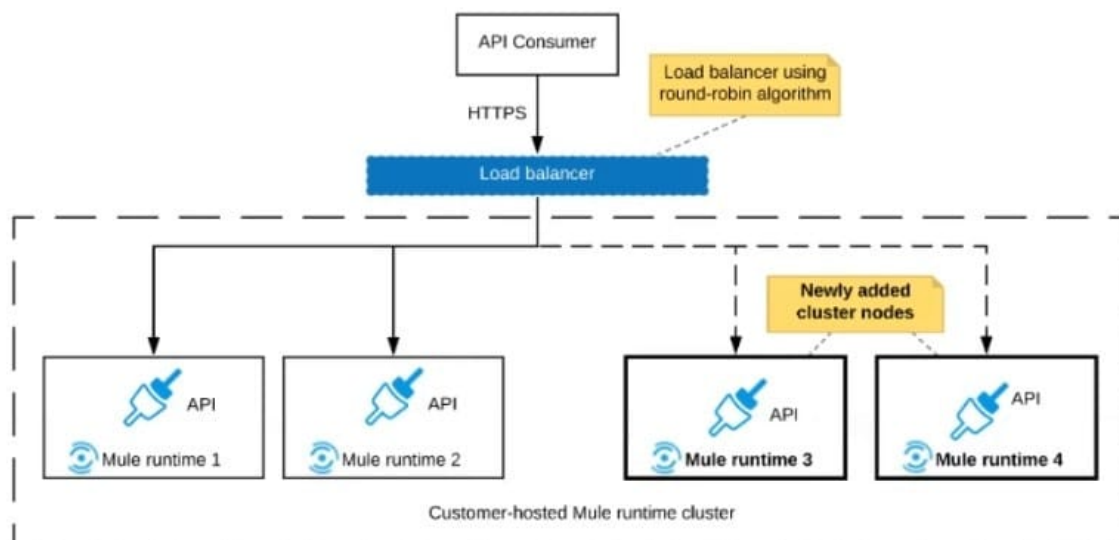 API Consumer
Load balancer using
round-robin algorithm
HTTPS
Load balancer
Newly added
cluster nodes
API
API
API
API
Mule runtime 1
Mule runtime 2
Mule runtime 3
Mule runtime 4
Customer-hosted Mule runtime cluster